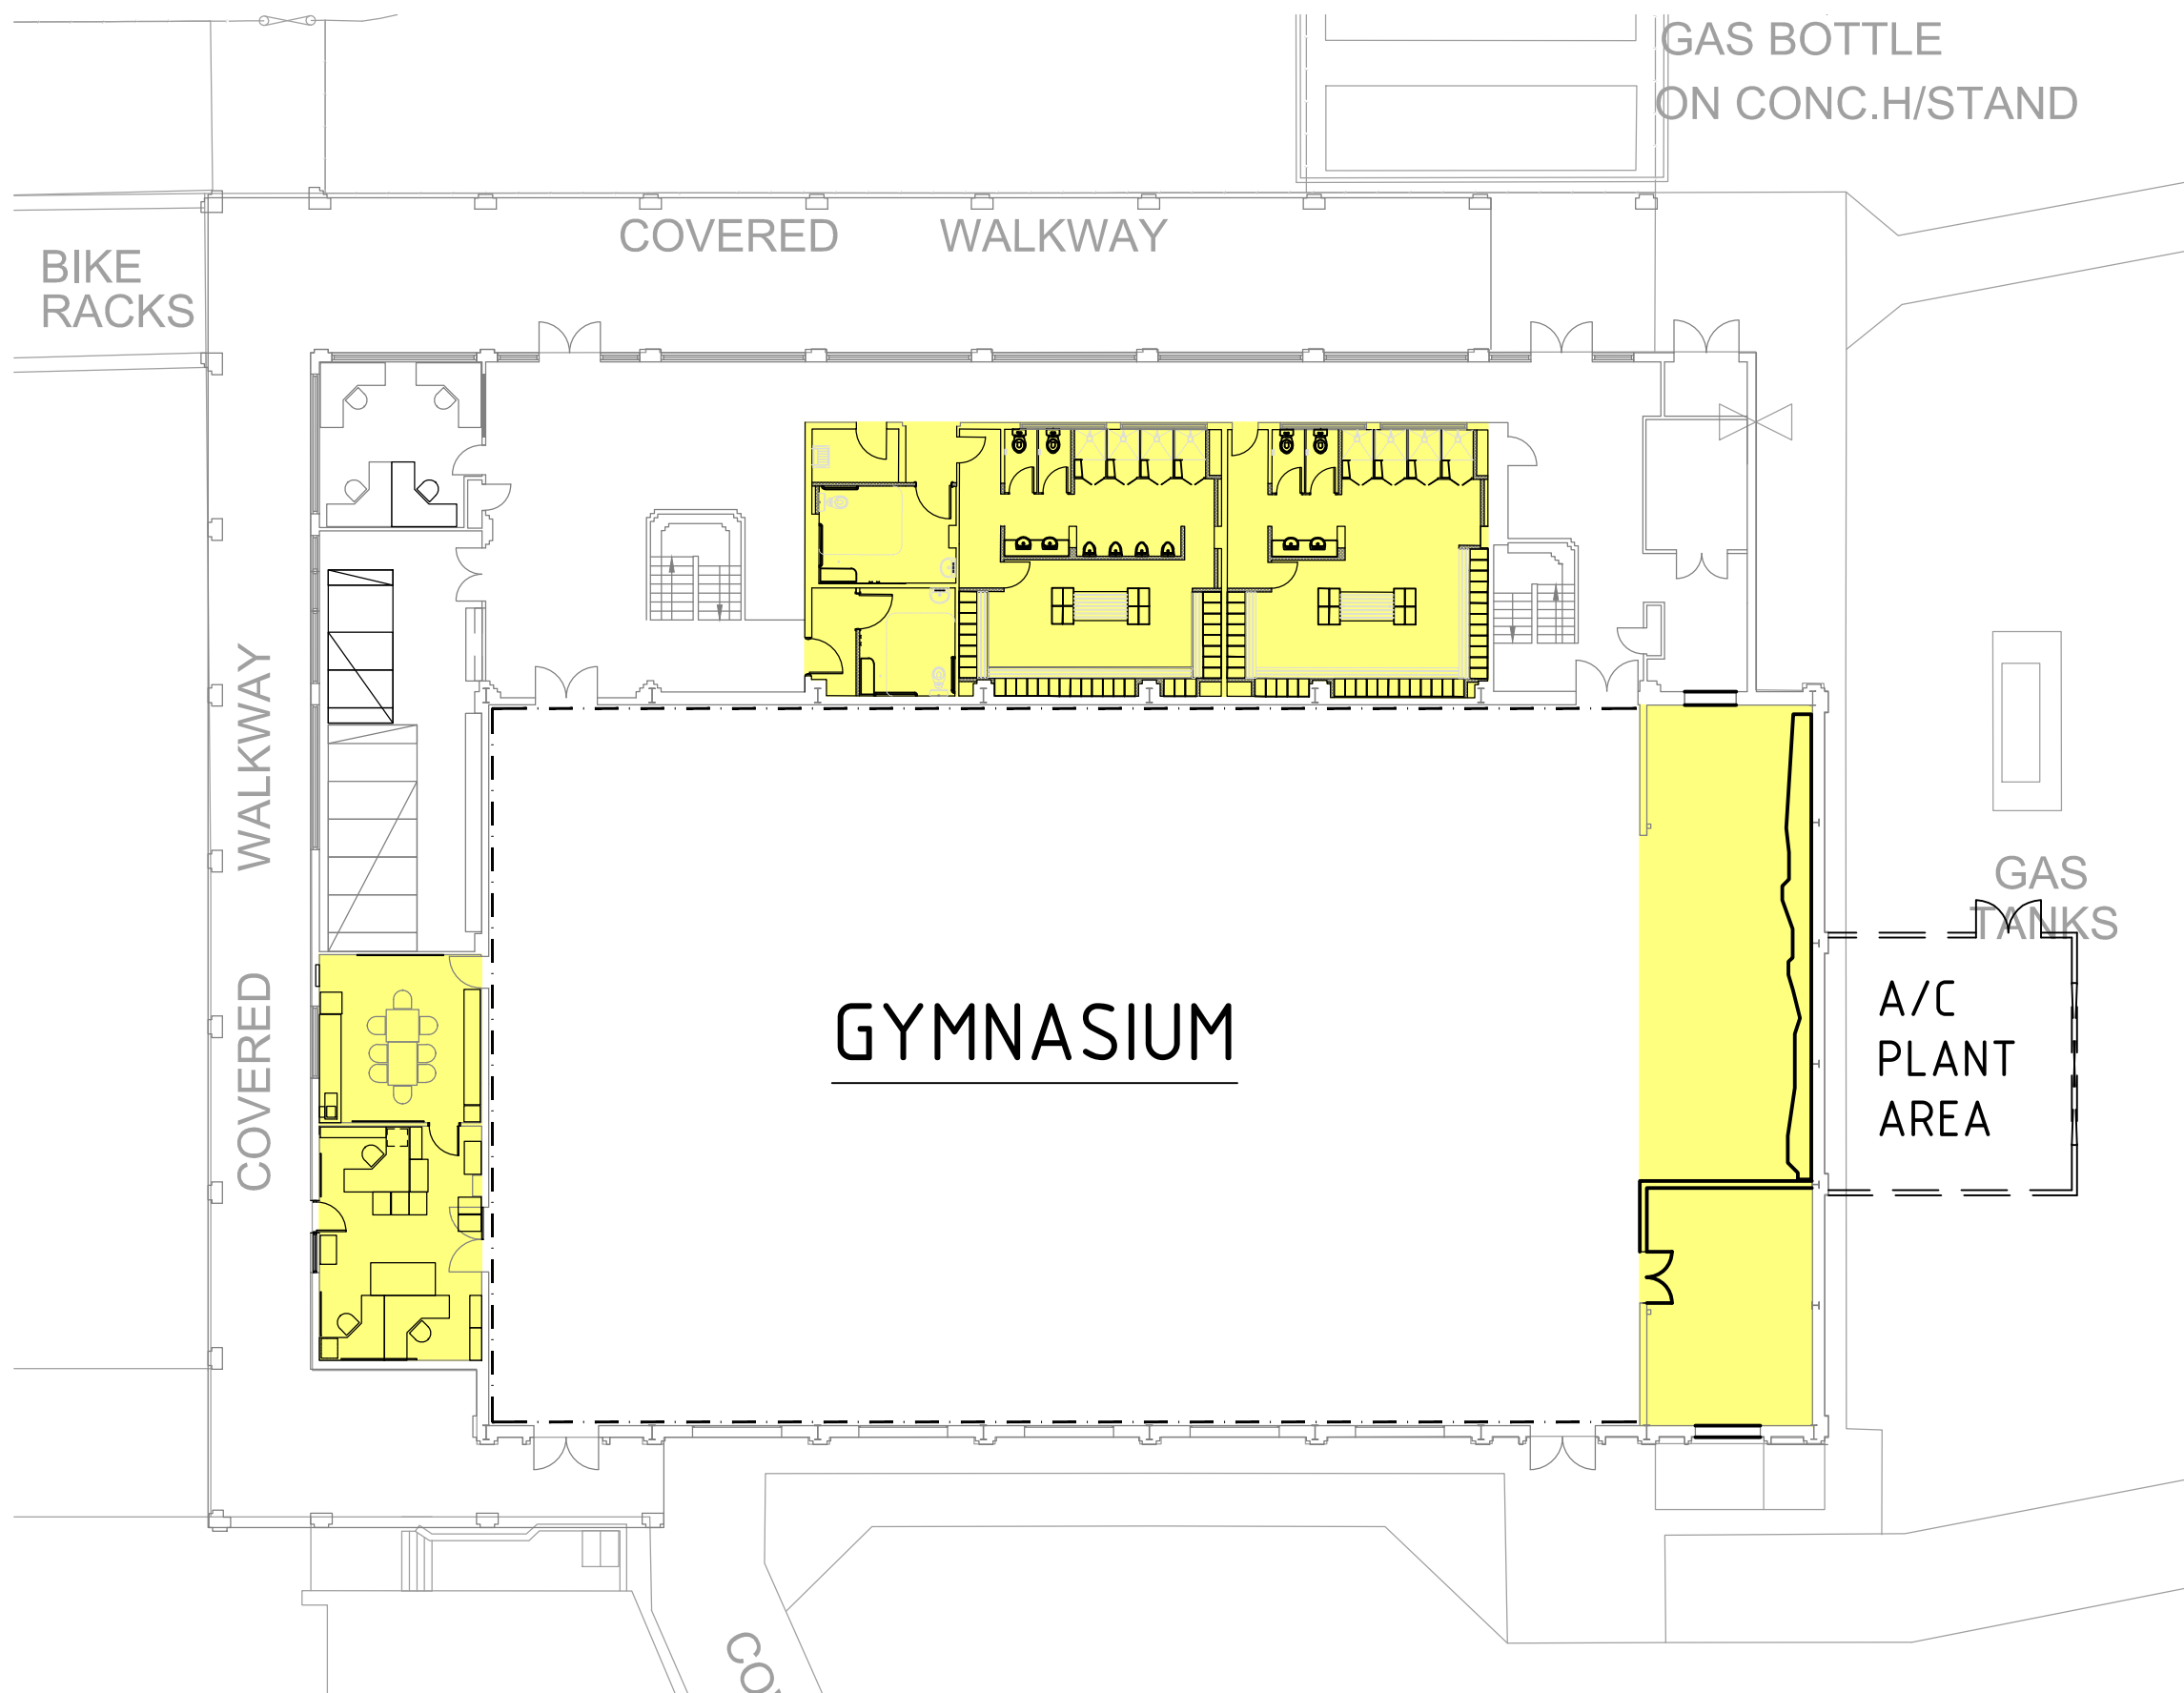 GAS BOTTLE
ON CONC.H/STAND
COVERED WALKWAY
BIKE
RACKS
COVERED WALKWAY
GAS
TANKS
GYMNASIUM
A/C
PLANT
AREA